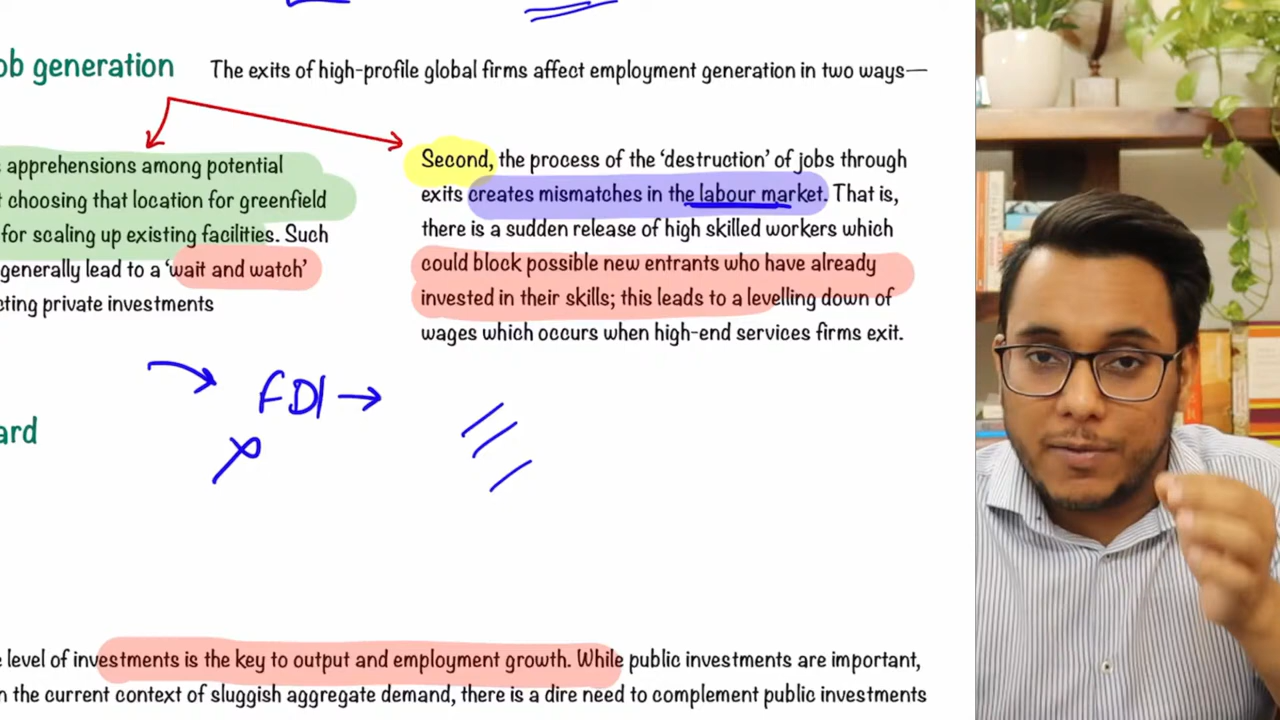 ob generation
The exits of high-profile global firms affect employment generation in two ways—
apprehensions among potential
choosing that location for greenfield
for scaling up existing facilities. Such
generally lead to a ‘wait and watch’
cting private investments
Second, the process of the ‘destruction’ of jobs through
exits creates mismatches in the labour market. That is,
there is a sudden release of high skilled workers which
could block possible new entrants who have already
invested in their skills; this leads to a levelling down of
wages which occurs when high-end services firms exit.
FDI →
ard
level of investments is the key to output and employment growth. While public investments are important,
n the current context of sluggish aggregate demand, there is a dire need to complement public investments